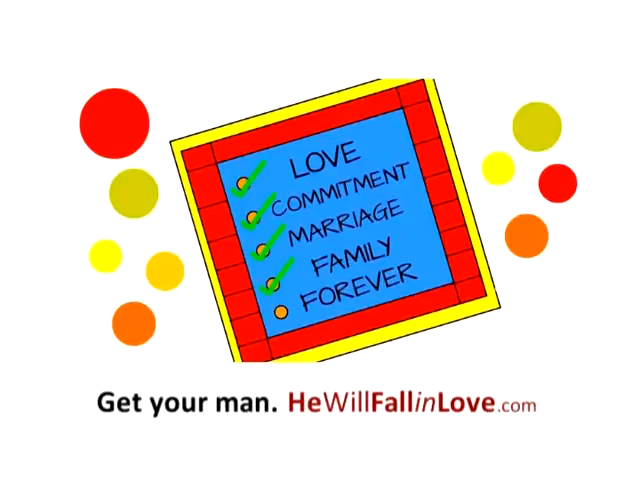 LOVE
COMMITMENT
MARRIAGE
FAMILY
FOREVER
Get your man. HeWillFallinLove.com